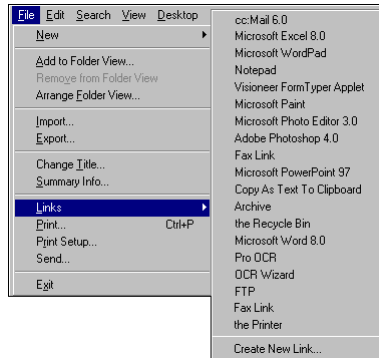 File Edit Search View Desktop
New
Add to Folder View...
Remove from Folder View
Arrange Folder View...
Import...
Export...
Change Title...
Summary Info...
Links
Print... Ctrl+P
Print Setup...
Send...
Exit
cc:Mail 6.0
Microsoft Excel 8.0
Microsoft WordPad
Notepad
Visioneer FormTyper Applet
Microsoft Paint
Microsoft Photo Editor 3.0
Adobe Photoshop 4.0
Fax Link
Microsoft PowerPoint 97
Copy As Text To Clipboard
Archive
the Recycle Bin
Microsoft Word 8.0
Pro OCR
OCR Wizard
FTP
Fax Link
the Printer
Create New Link...